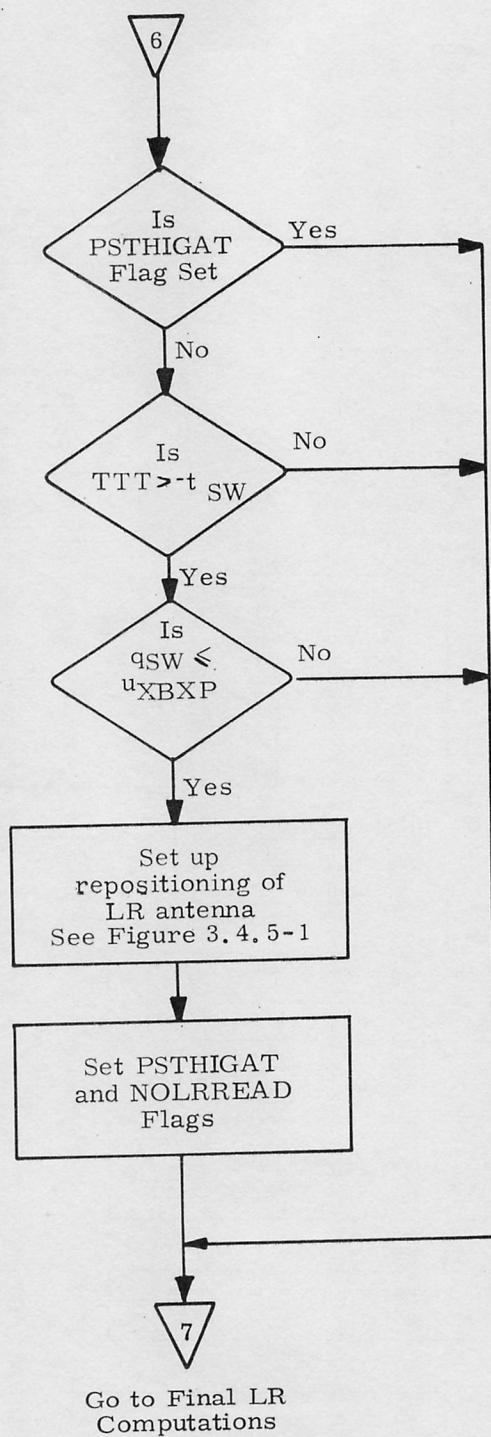 6
Is
PSTHIGAT
Flag Set
Yes
No
Is
TTT > -t SW
No
Yes
Is
qSW ≤
uXBXP
No
Yes
Set up
repositioning of
LR antenna
See Figure 3.4.5-1
Set PSTHIGAT
and NOLRREAD
Flags
7
Go to Final LR
Computations